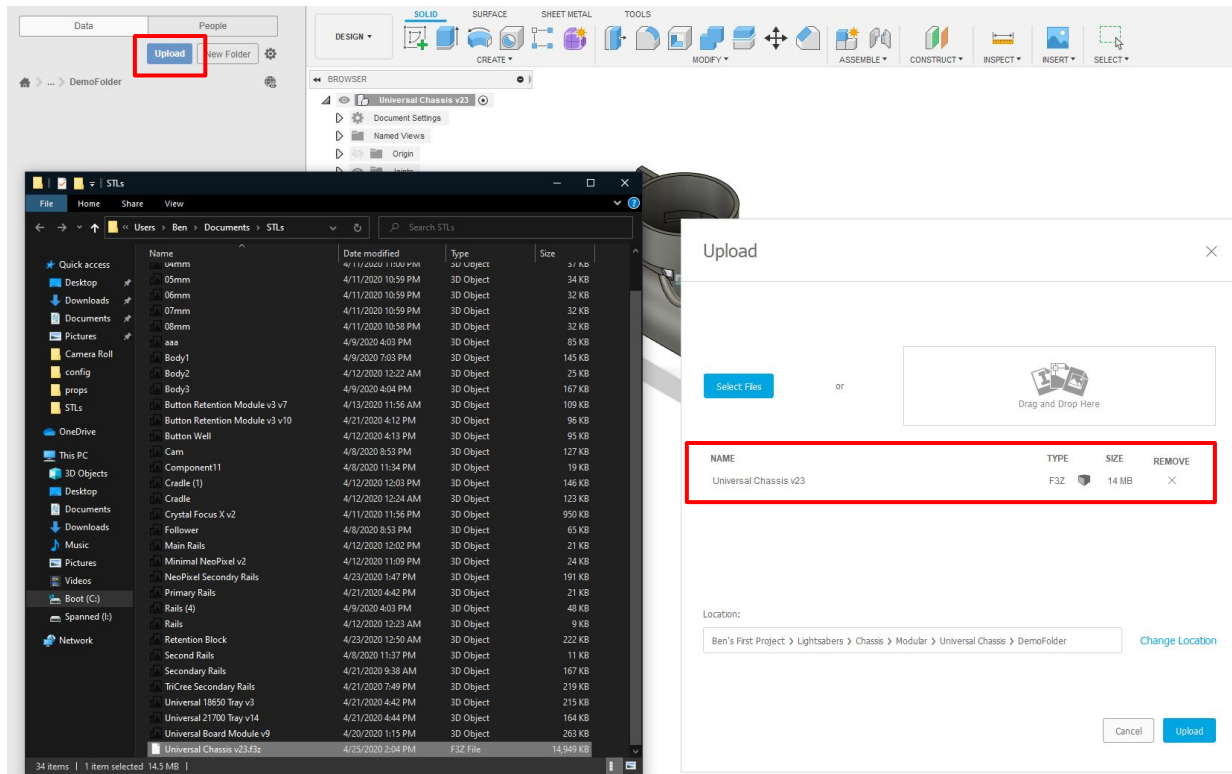 Data People
Upload New Folder
> ... > DemoFolder
SOLID SURFACE SHEET METAL TOOLS
DESIGN
CREATE MODIFY ASSEMBLE CONSTRUCT INSPECT INSERT SELECT
BROWSER
Universal Chassis v23
Document Settings
Named Views
Origin
Joints
STLs
File Home Share View
« Users > Ben > Documents > STLs Search STLs
Name Date modified Type Size
04mm 4/11/2020 11:00 PM 3D Object 37 KB
05mm 4/11/2020 10:59 PM 3D Object 34 KB
06mm 4/11/2020 10:59 PM 3D Object 32 KB
07mm 4/11/2020 10:59 PM 3D Object 32 KB
08mm 4/11/2020 10:58 PM 3D Object 32 KB
aaa 4/9/2020 4:03 PM 3D Object 85 KB
Body1 4/9/2020 7:03 PM 3D Object 145 KB
Body2 4/12/2020 12:22 AM 3D Object 25 KB
Body3 4/9/2020 4:04 PM 3D Object 167 KB
Button Retention Module v3 v7 4/13/2020 11:56 AM 3D Object 109 KB
Button Retention Module v3 v10 4/21/2020 4:12 PM 3D Object 96 KB
Button Well 4/12/2020 4:13 PM 3D Object 95 KB
Cam 4/8/2020 8:53 PM 3D Object 127 KB
Component11 4/8/2020 11:34 PM 3D Object 19 KB
Cradle (1) 4/12/2020 12:03 PM 3D Object 146 KB
Cradle 4/12/2020 12:24 AM 3D Object 123 KB
Crystal Focus X v2 4/11/2020 11:56 PM 3D Object 950 KB
Follower 4/8/2020 8:53 PM 3D Object 65 KB
Main Rails 4/12/2020 12:02 PM 3D Object 21 KB
Minimal NeoPixel v2 4/12/2020 11:09 PM 3D Object 24 KB
NeoPixel Secondry Rails 4/23/2020 1:47 PM 3D Object 191 KB
Primary Rails 4/21/2020 4:42 PM 3D Object 21 KB
Rails (4) 4/9/2020 4:03 PM 3D Object 48 KB
Rails 4/12/2020 12:23 AM 3D Object 9 KB
Retention Block 4/23/2020 12:50 AM 3D Object 222 KB
Second Rails 4/8/2020 11:37 PM 3D Object 11 KB
Secondary Rails 4/21/2020 9:38 AM 3D Object 167 KB
TriCree Secondary Rails 4/21/2020 7:49 PM 3D Object 219 KB
Universal 18650 Tray v3 4/21/2020 4:42 PM 3D Object 215 KB
Universal 21700 Tray v14 4/21/2020 4:44 PM 3D Object 164 KB
Universal Board Module v9 4/20/2020 1:15 PM 3D Object 263 KB
Universal Chassis v23.f3z 4/25/2020 2:04 PM F3Z File 14,949 KB
Quick access
Desktop
Downloads
Documents
Pictures
Camera Roll
config
props
STLs
OneDrive
This PC
3D Objects
Desktop
Documents
Downloads
Music
Pictures
Videos
Boot (C:)
Spanned (I:)
Network
34 items 1 item selected 14.5 MB
Upload
Select Files or Drag and Drop Here
NAME TYPE SIZE REMOVE
Universal Chassis v23 F3Z 14 MB
Location:
Ben's First Project > Lightsabers > Chassis > Modular > Universal Chassis > DemoFolder Change Location
Cancel Upload